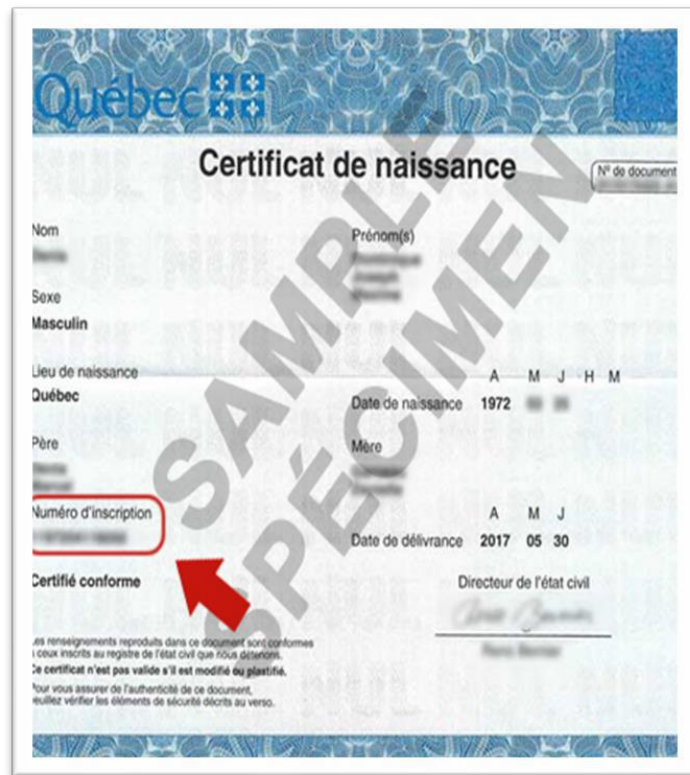 Québec
Certificat de naissance
N° de document
Nom
Prénom(s)
Sexe
Masculin
Lieu de naissance
A M J H M
Québec
Date de naissance 1972
Père
Mère
Numéro d'inscription
A M J
Date de délivrance 2017 05 30
Certifié conforme
Directeur de l'état civil
Les renseignements reproduits dans ce document sont conformes
à ceux inscrits au registre de l'état civil que nous détenons.
Ce certificat n'est pas valide s'il est modifié ou plastifié.
Pour vous assurer de l'authenticité de ce document,
veuillez vérifier les éléments de sécurité décrits au verso.
SAMPLE
SPÉCIMEN